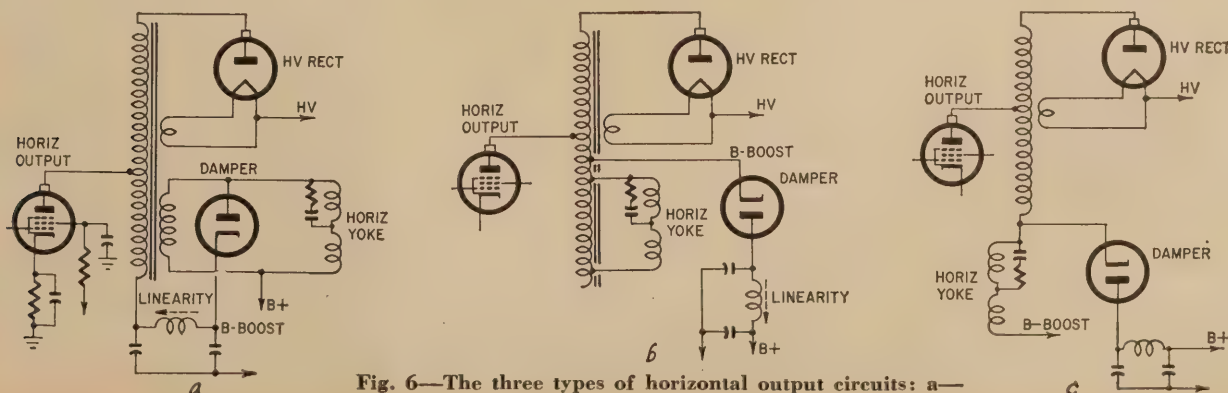 HV RECT
HV
HORIZ
OUTPUT
DAMPER
HORIZ
YOKE
LINEARITY
B+
B-BOOST
a
HV RECT
HORIZ
OUTPUT
HV
B-BOOST
DAMPER
HORIZ
YOKE
LINEARITY
B+
b
HV RECT
HORIZ
OUTPUT
HV
DAMPER
HORIZ
YOKE
B-BOOST
B+
c
Fig. 6—The three types of horizontal output circuits: a—